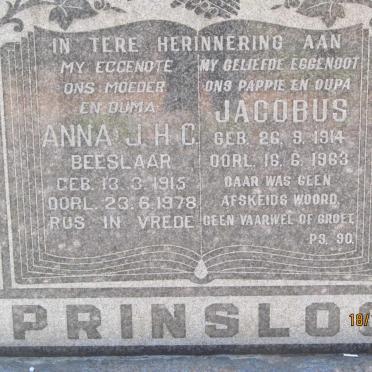 IN TERE HERINNERING AAN
MY EGGENOTE
ONS MOEDER
EN OUMA
ANNA J.H.C.
BEESLAAR
GEB. 13.3.1915
OORL. 23.6.1978
RUS IN VREDE
MY GELIEFDE EGGENOOT
ONS PAPPIE EN OUPA
JACOBUS
GEB. 26.9.1914
OORL. 16.6.1963
DAAR WAS GEEN
AFSKEIDS WOORD,
GEEN VAARWEL OF GROET.
PS. 90.
PRINSLOO
18/